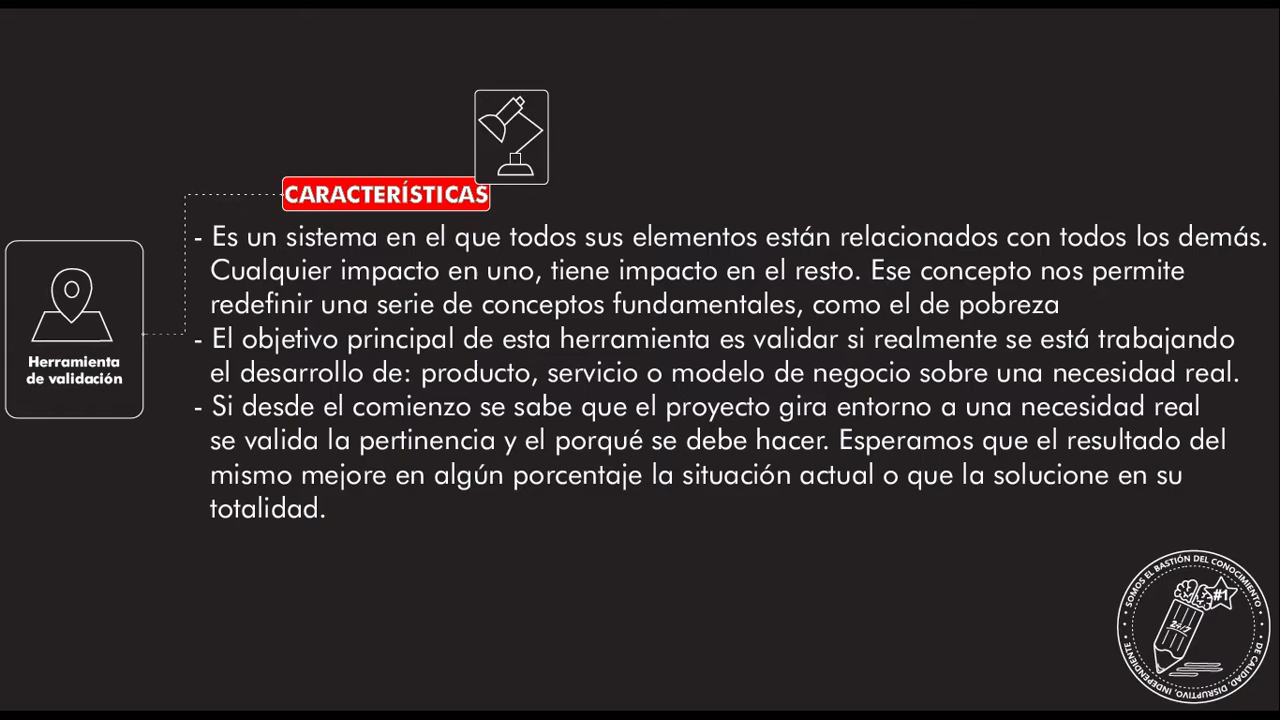 CARACTERÍSTICAS
- Es un sistema en el que todos sus elementos están relacionados con todos los demás.
Cualquier impacto en uno, tiene impacto en el resto. Ese concepto nos permite
redefinir una serie de conceptos fundamentales, como el de pobreza
- El objetivo principal de esta herramienta es validar si realmente se está trabajando
el desarrollo de: producto, servicio o modelo de negocio sobre una necesidad real.
- Si desde el comienzo se sabe que el proyecto gira entorno a una necesidad real
se valida la pertinencia y el porqué se debe hacer. Esperamos que el resultado del
mismo mejore en algún porcentaje la situación actual o que la solucione en su
totalidad.
Herramienta
de validación
SOMOS EL BASTIÓN DEL CONOCIMIENTO
DE CALIDAD, DISRUPTIVO, INDEPENDIENTE
#1
24/7